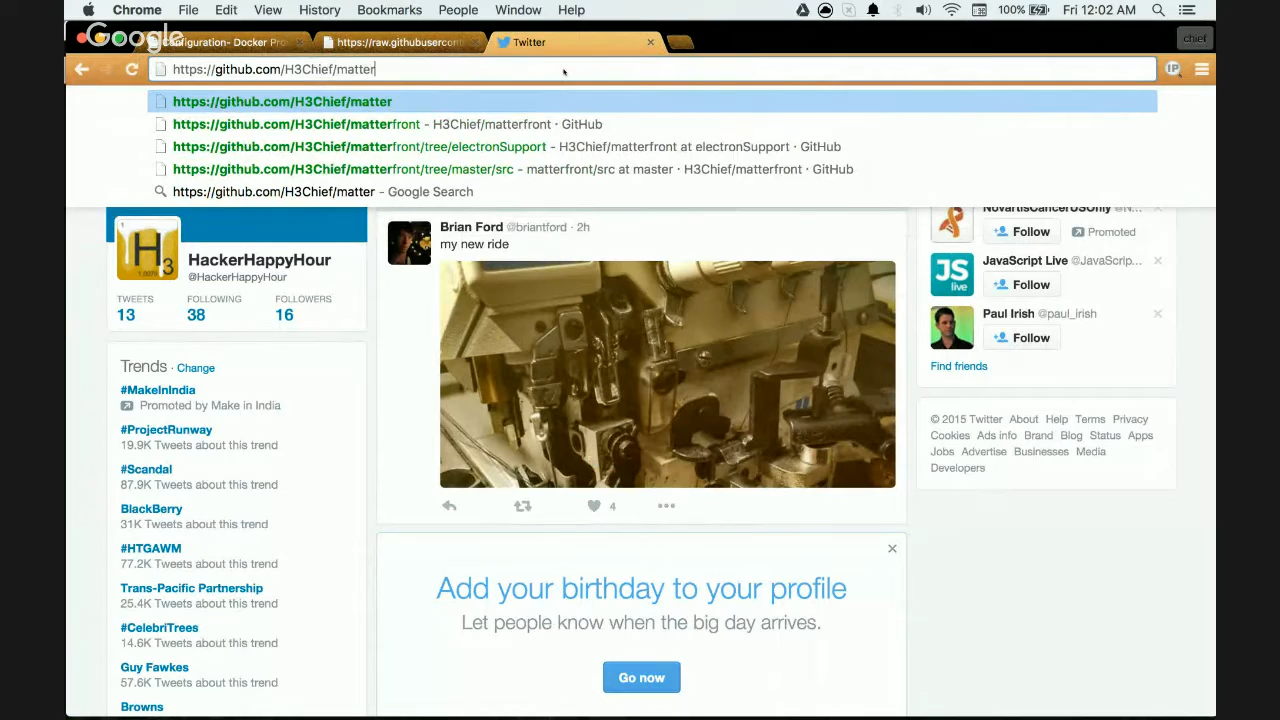 Chrome File Edit View History Bookmarks People Window Help 100% Fri 12:02 AM
Google
Configuration- Docker Pro
https://raw.githubusercont
Twitter
chief
https://github.com/H3Chief/matter
IP
https://github.com/H3Chief/matter
https://github.com/H3Chief/matterfront - H3Chief/matterfront · GitHub
https://github.com/H3Chief/matterfront/tree/electronSupport - H3Chief/matterfront at electronSupport · GitHub
https://github.com/H3Chief/matterfront/tree/master/src - matterfront/src at master · H3Chief/matterfront · GitHub
https://github.com/H3Chief/matter - Google Search
H3
HackerHappyHour
@HackerHappyHour
TWEETS FOLLOWING FOLLOWERS
13 38 16
Trends · Change
#MakeinIndia
Promoted by Make in India
#ProjectRunway
19.9K Tweets about this trend
#Scandal
87.9K Tweets about this trend
BlackBerry
31K Tweets about this trend
#HTGAWM
77.2K Tweets about this trend
Trans-Pacific Partnership
25.4K Tweets about this trend
#CelebriTrees
14.6K Tweets about this trend
Guy Fawkes
57.6K Tweets about this trend
Browns
Brian Ford @briantford · 2h
my new ride
4
Add your birthday to your profile
Let people know when the big day arrives.
Go now
NovartisCancerUSOnly @N...
Follow Promoted
JS
live
JavaScript Live @JavaScrip...
Follow
Paul Irish @paul_irish
Follow
Find friends
© 2015 Twitter About Help Terms Privacy
Cookies Ads info Brand Blog Status Apps
Jobs Advertise Businesses Media
Developers